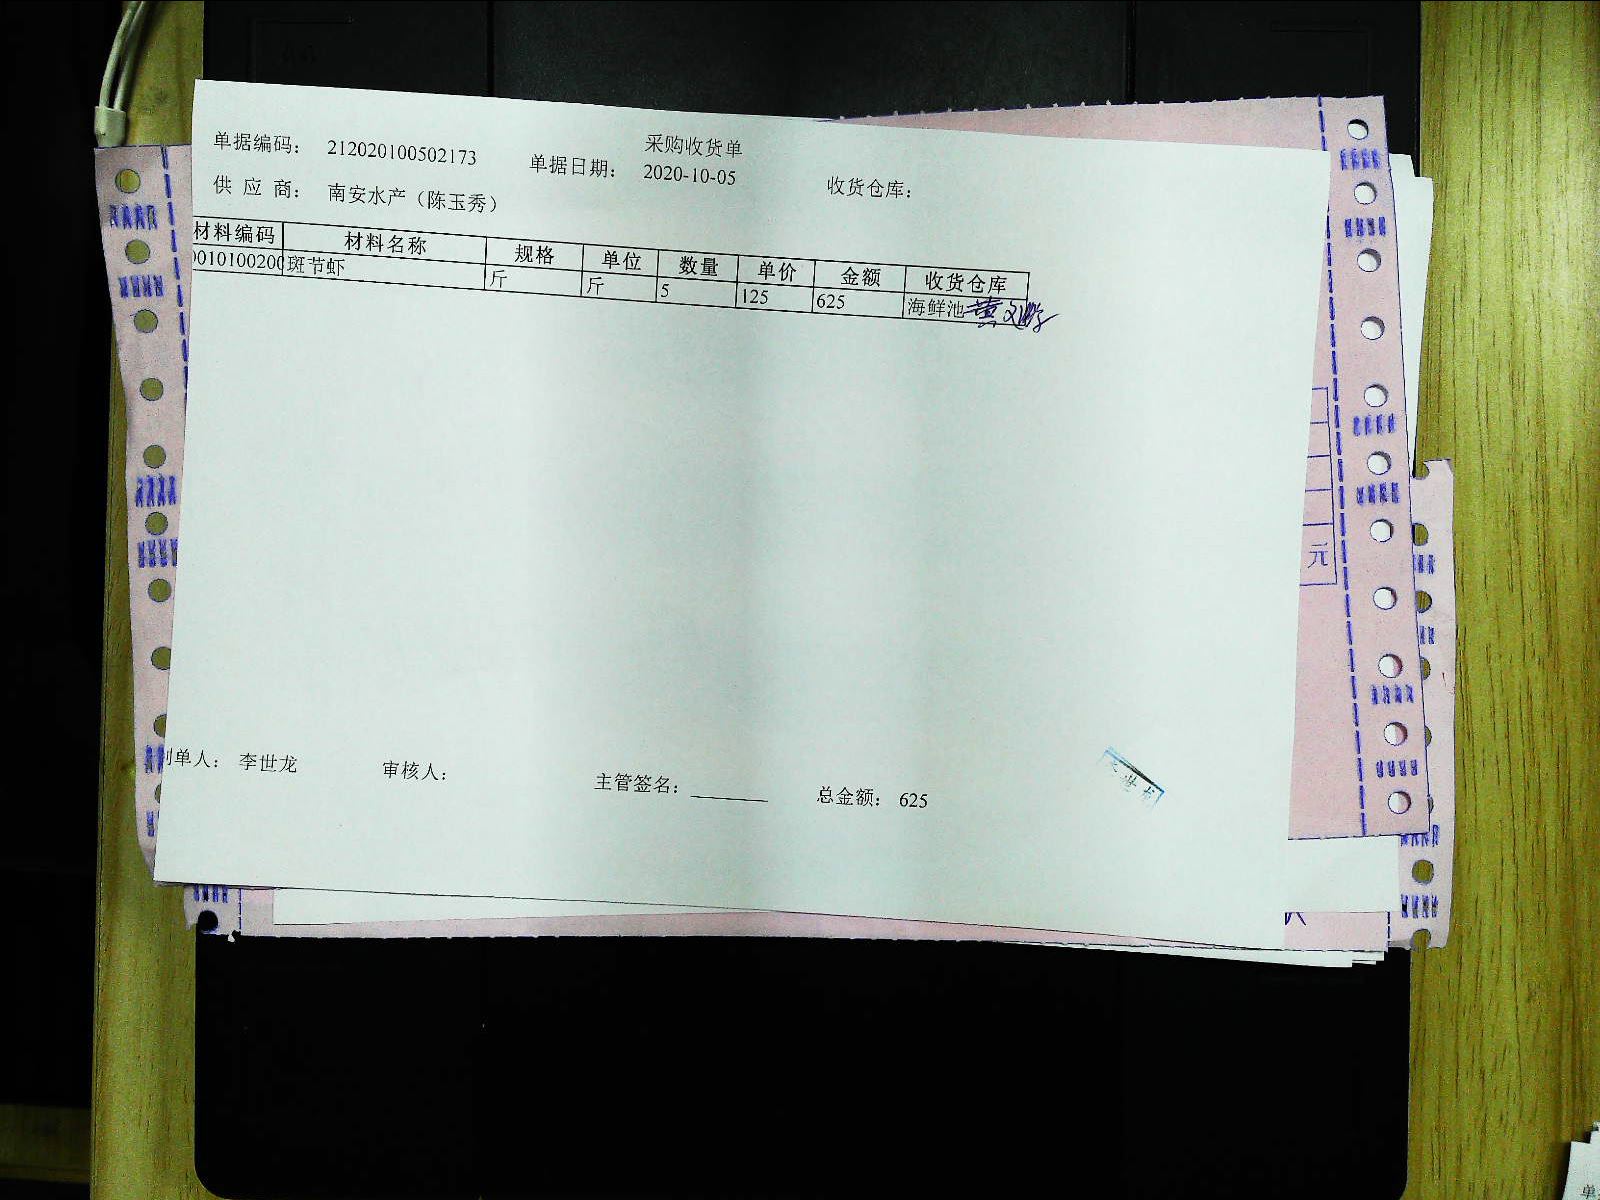 采购收货单
单据编码： 212020100502173 单据日期： 2020-10-05 收货仓库：
供 应 商： 南安水产（陈玉秀）
材料编码 材料名称 规格 单位 数量 单价 金额 收货仓库
010100200 斑节虾 斤 斤 5 125 625 海鲜池
制单人： 李世龙 审核人： 主管签名： 总金额： 625
元